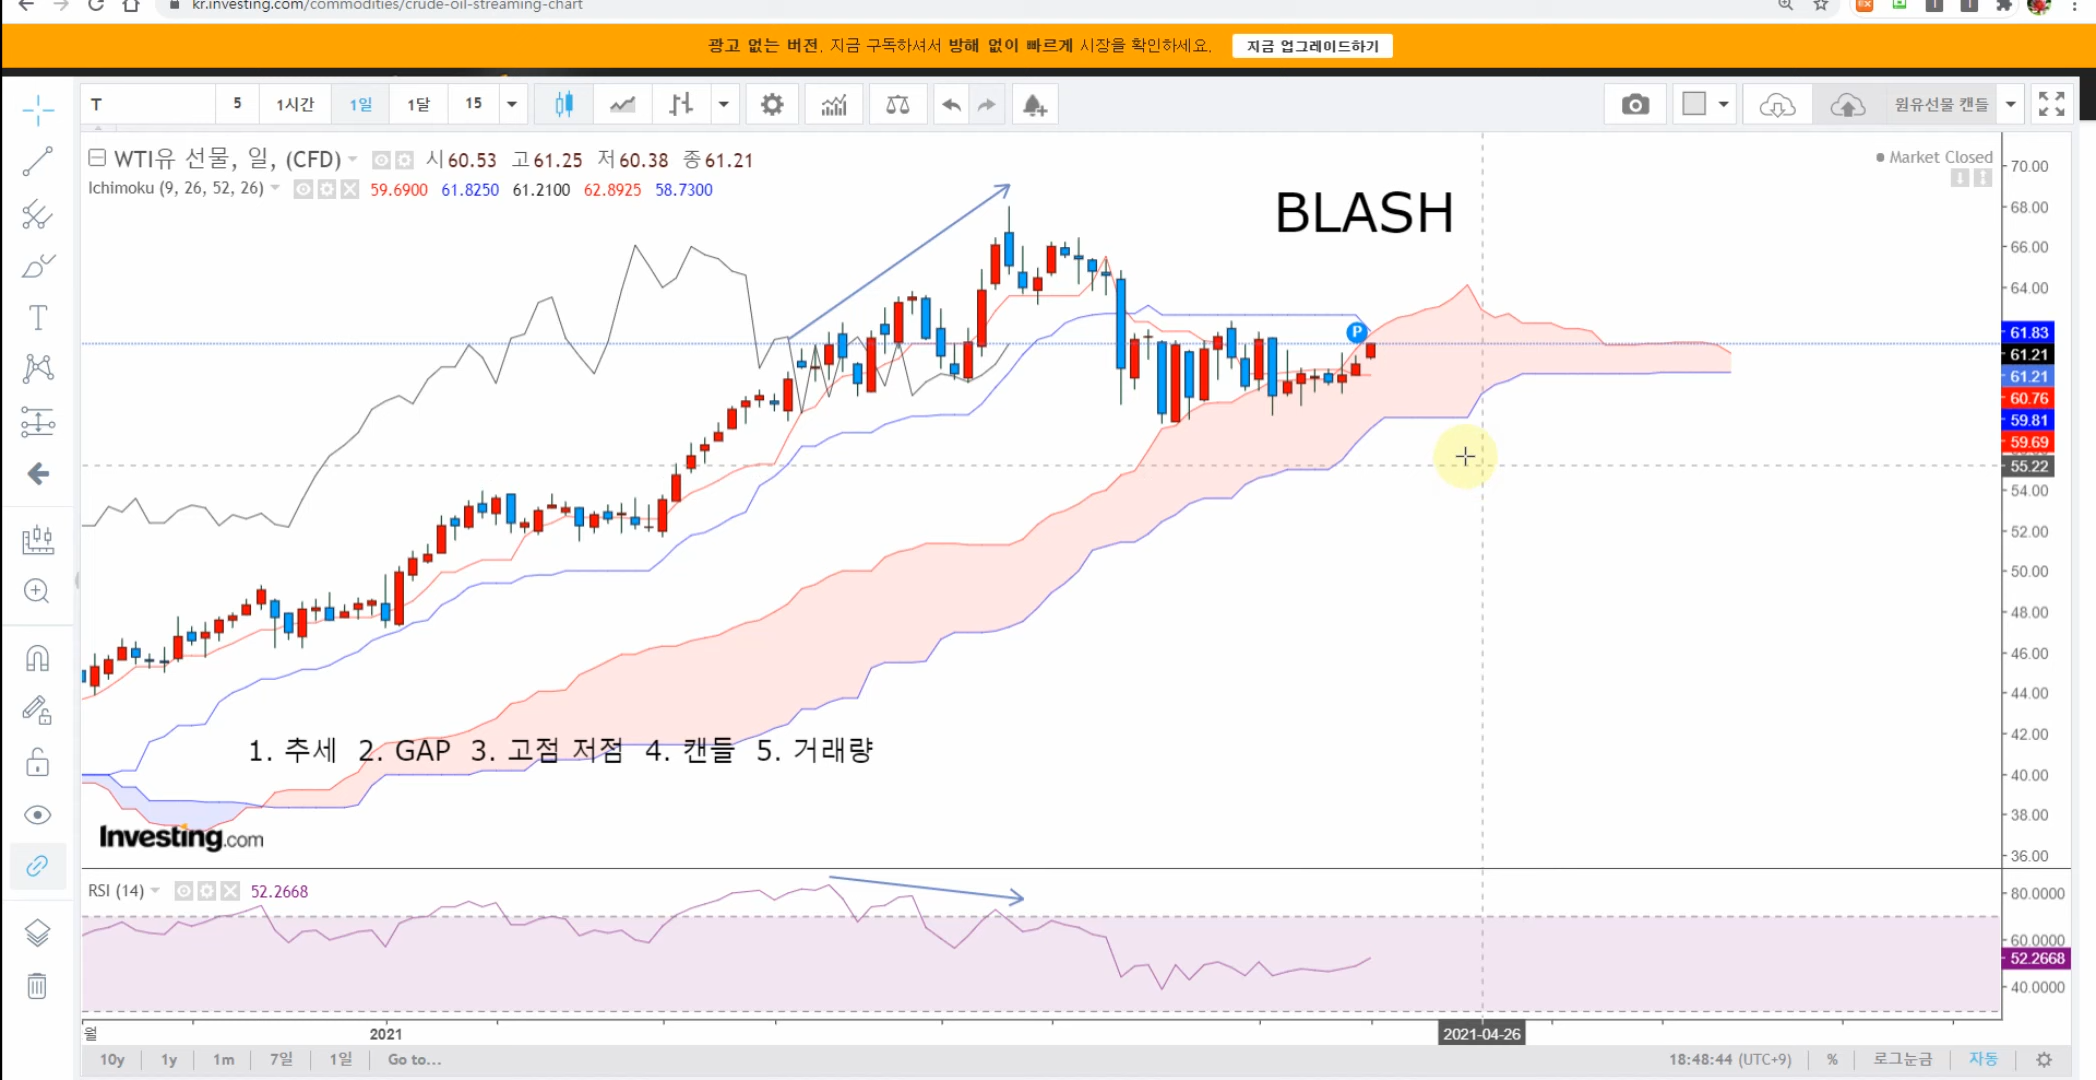 kr.investing.com/commodities/crude-oil-streaming-chart
광고 없는 버전. 지금 구독하셔서 방해 없이 빠르게 시장을 확인하세요. 지금 업그레이드하기
T 5 1시간 1일 1달 15 원유선물 캔들
WTI유 선물, 일, (CFD) 시60.53 고61.25 저60.38 종61.21
Market Closed
Ichimoku (9, 26, 52, 26) 59.6900 61.8250 61.2100 62.8925 58.7300
BLASH
P
70.00
68.00
66.00
64.00
61.83
61.21
61.21
60.76
59.81
59.69
55.22
54.00
52.00
50.00
48.00
46.00
44.00
42.00
40.00
38.00
36.00
1. 추세 2. GAP 3. 고점 저점 4. 캔들 5. 거래량
Investing.com
RSI (14) 52.2668
80.0000
60.0000
52.2668
40.0000
월 2021 2021-04-26
10y 1y 1m 7일 1일 Go to... 18:48:44 (UTC+9) % 로그눈금 자동